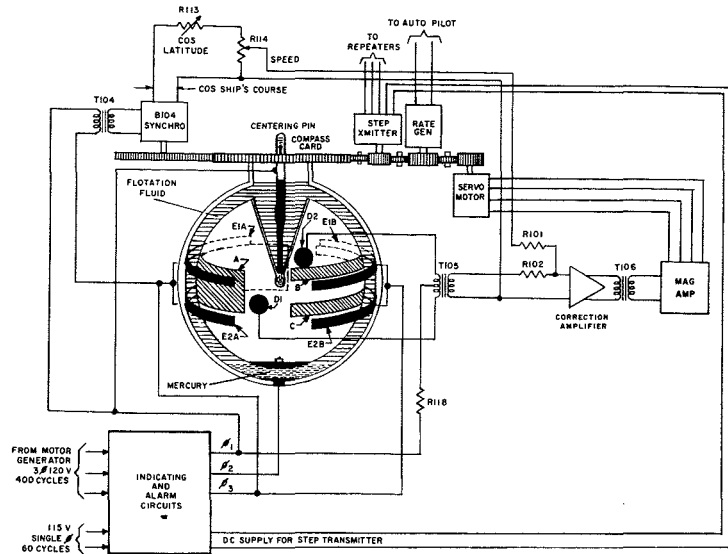 R113
COS
LATITUDE
R114
SPEED
COS SHIP'S COURSE
TO
REPEATERS
TO AUTO PILOT
T104
B104
SYNCHRO
CENTERING PIN
COMPASS
CARD
STEP
XMITTER
RATE
GEN
SERVO
MOTOR
FLOTATION
FLUID
E1A
D2
E1B
A
B
D1
C
E2A
E2B
MERCURY
T105
R101
R102
CORRECTION
AMPLIFIER
T106
MAG
AMP
R118
FROM MOTOR
GENERATOR
3 ø 120 V
400 CYCLES
INDICATING
AND
ALARM
CIRCUITS
ø1
ø2
ø3
115 V
SINGLE ø
60 CYCLES
DC SUPPLY FOR STEP TRANSMITTER